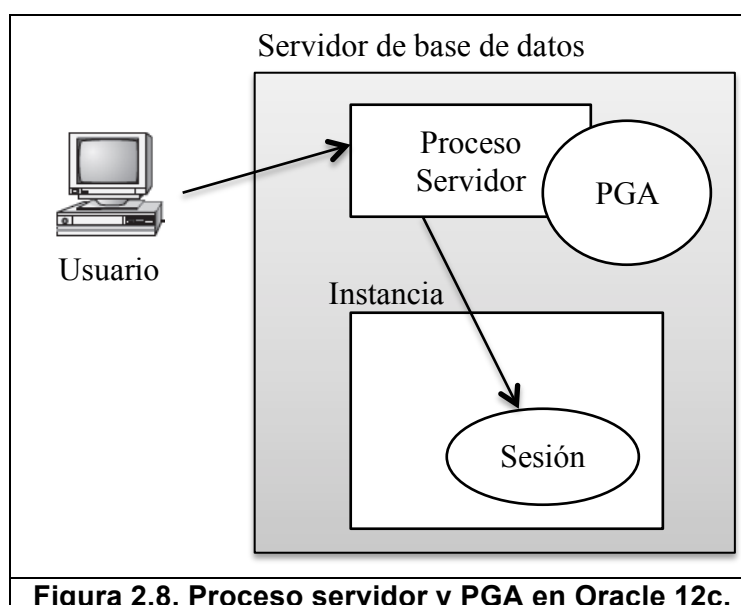 Servidor de base de datos
Proceso
Servidor
PGA
Usuario
Instancia
Sesión
Figura 2.8. Proceso servidor y PGA en Oracle 12c.